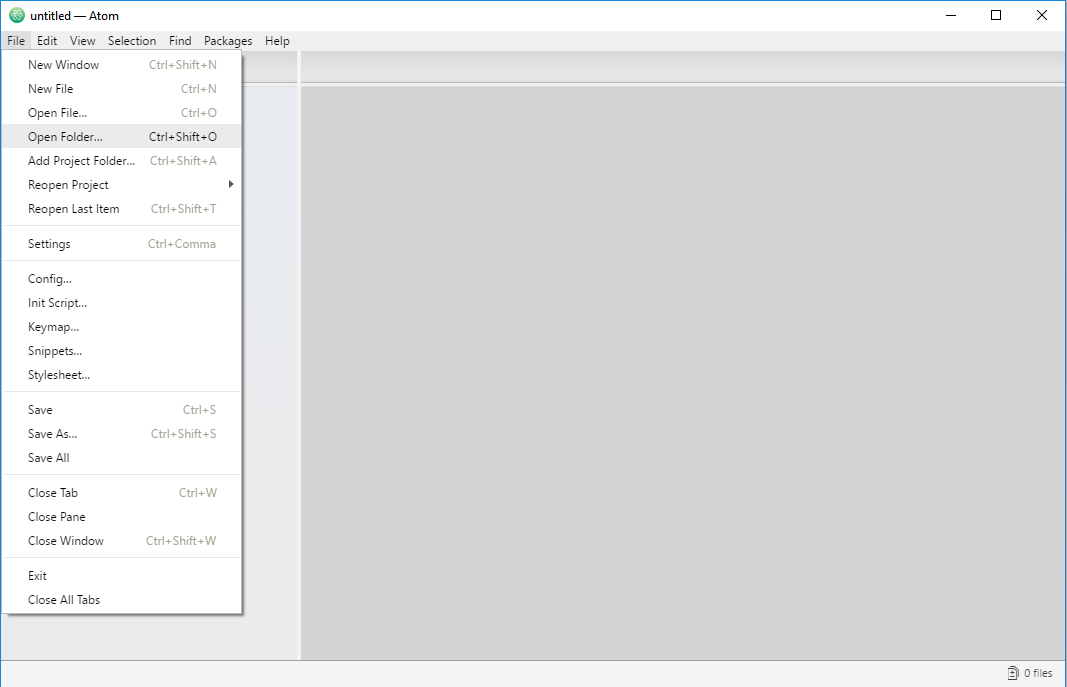 untitled — Atom
File Edit View Selection Find Packages Help
New Window Ctrl+Shift+N
New File Ctrl+N
Open File... Ctrl+O
Open Folder... Ctrl+Shift+O
Add Project Folder... Ctrl+Shift+A
Reopen Project
Reopen Last Item Ctrl+Shift+T
Settings Ctrl+Comma
Config...
Init Script...
Keymap...
Snippets...
Stylesheet...
Save Ctrl+S
Save As... Ctrl+Shift+S
Save All
Close Tab Ctrl+W
Close Pane
Close Window Ctrl+Shift+W
Exit
Close All Tabs
0 files